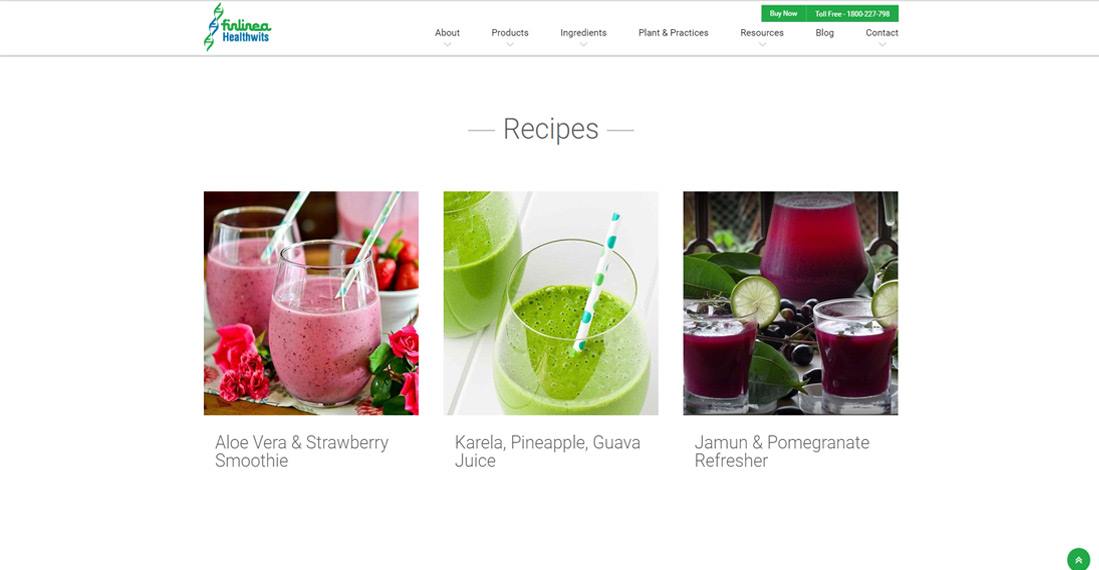 finlinea
Healthwits
Buy Now
Toll Free - 1800-227-798
About
Products
Ingredients
Plant & Practices
Resources
Blog
Contact
Recipes
Aloe Vera & Strawberry
Smoothie
Karela, Pineapple, Guava
Juice
Jamun & Pomegranate
Refresher